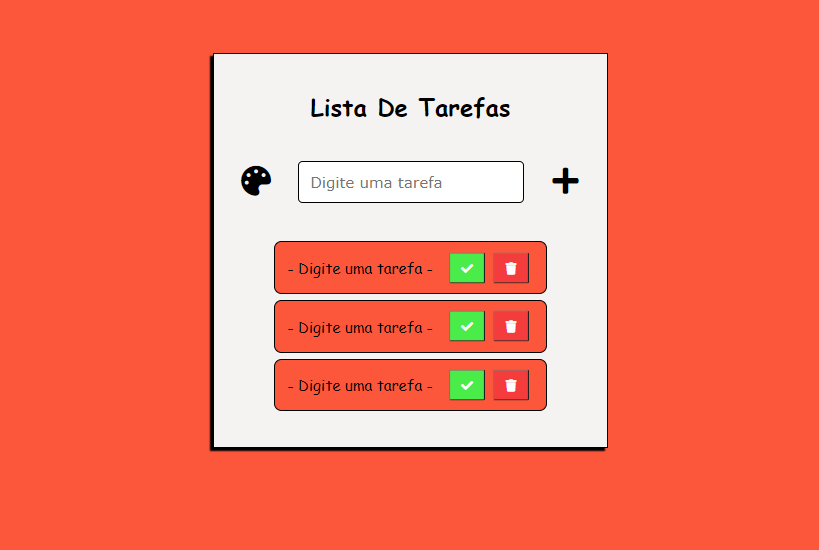 Lista De Tarefas
Digite uma tarefa
- Digite uma tarefa -
- Digite uma tarefa -
- Digite uma tarefa -